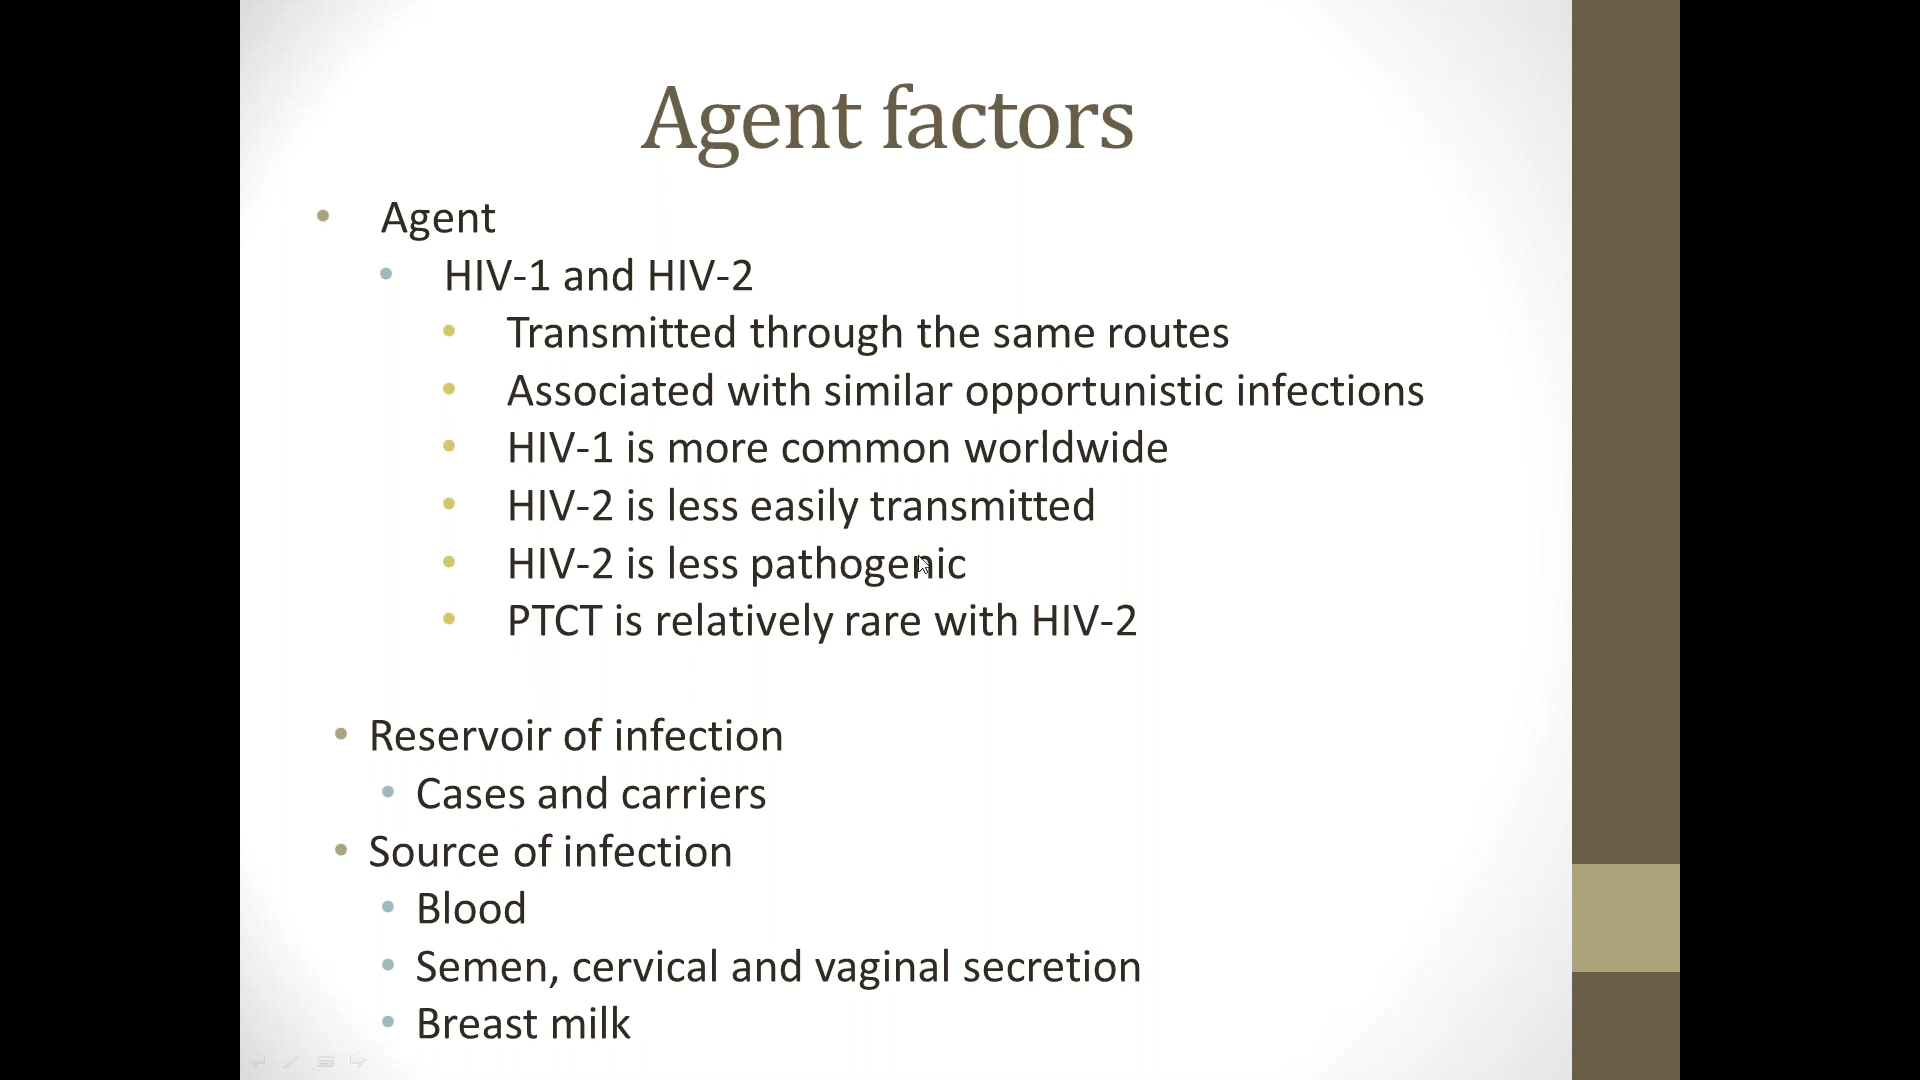 Agent factors
• Agent
• HIV-1 and HIV-2
• Transmitted through the same routes
• Associated with similar opportunistic infections
• HIV-1 is more common worldwide
• HIV-2 is less easily transmitted
• HIV-2 is less pathogenic
• PTCT is relatively rare with HIV-2
• Reservoir of infection
• Cases and carriers
• Source of infection
• Blood
• Semen, cervical and vaginal secretion
• Breast milk